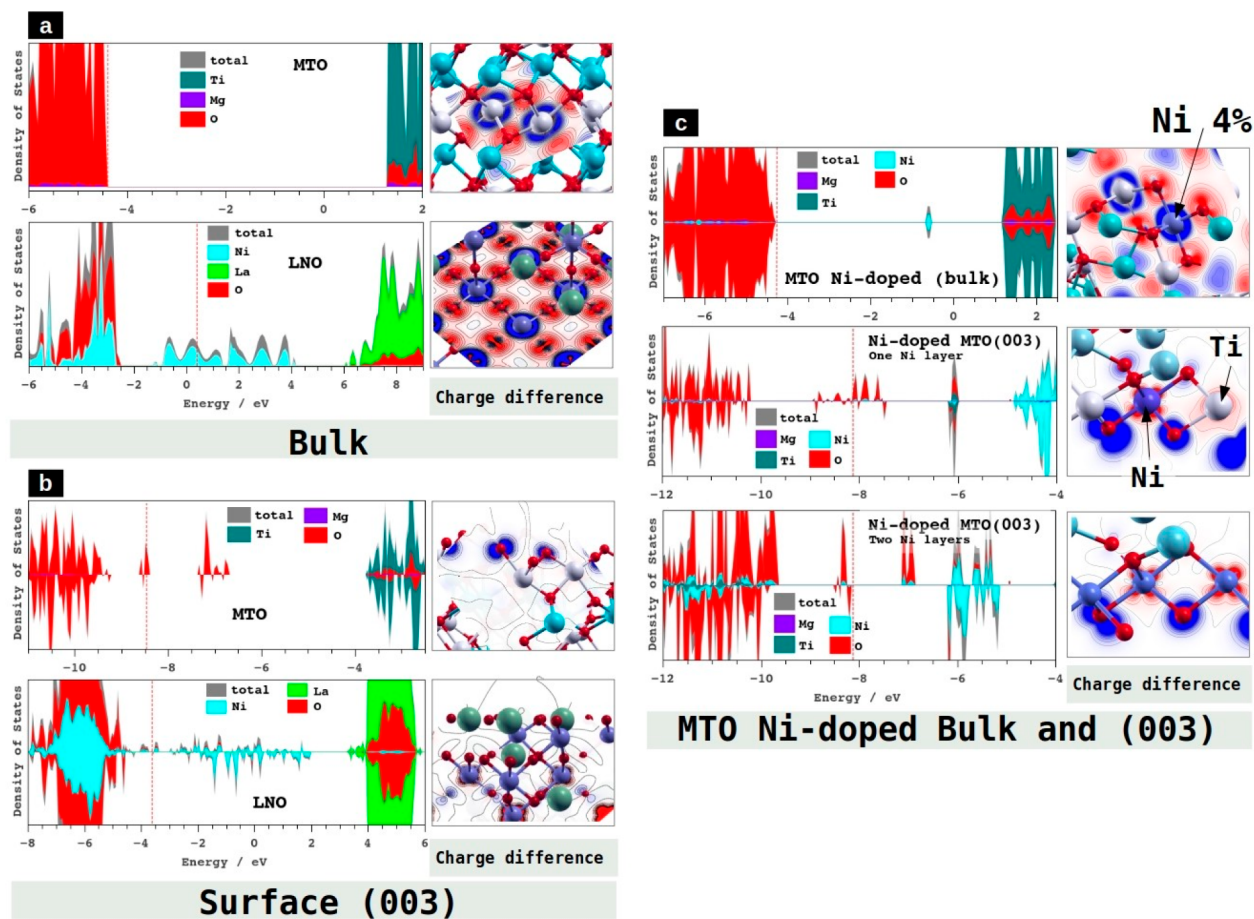 a
Density of States
total
Ti
Mg
O
MTO
-6
-4
-2
0
2
Density of States
total
Ni
La
O
LNO
-6
-4
-2
0
2
4
6
8
Energy / eV
Charge difference
Bulk
b
Density of States
total
Ti
Mg
O
MTO
-10
-8
-6
-4
Density of States
total
Ni
La
O
LNO
-8
-6
-4
-2
0
2
4
6
Energy / eV
Charge difference
Surface (003)
c
Density of States
total
Mg
Ti
Ni
O
MTO Ni-doped (bulk)
-6
-4
-2
0
2
Ni 4%
Density of States
Ni-doped MTO(003)
One Ni layer
total
Mg
Ti
Ni
O
-12
-10
-8
-6
-4
Ti
Ni
Density of States
Ni-doped MTO(003)
Two Ni layers
total
Mg
Ti
Ni
O
-12
-10
-8
-6
-4
Energy / eV
Charge difference
MTO Ni-doped Bulk and (003)